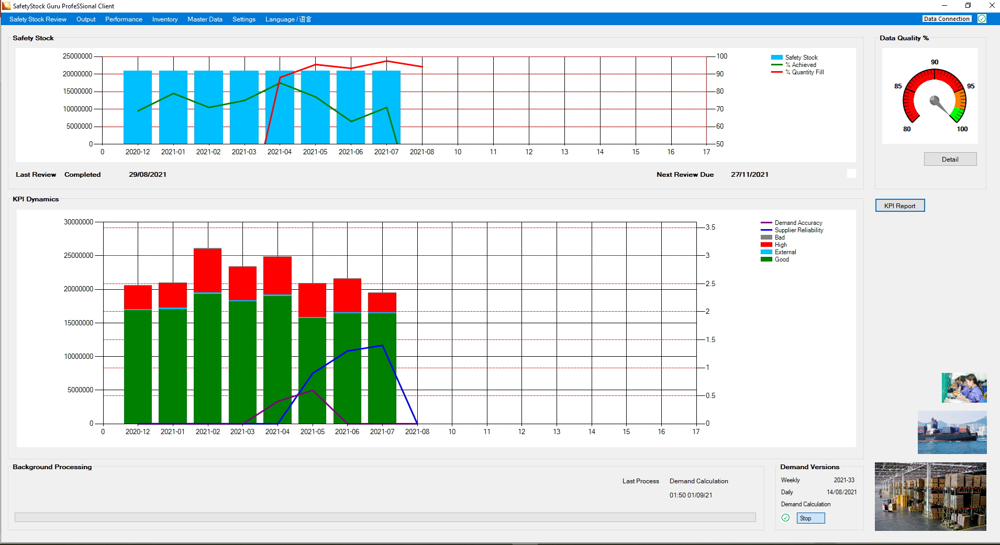 SafetyStock Guru ProfeSSional Client
Safety Stock Review Output Performance Inventory Master Data Settings Language / 语言 Data Connection
Safety Stock
25000000
20000000
15000000
10000000
5000000
0
100
90
80
70
60
50
0 2020-12 2021-01 2021-02 2021-03 2021-04 2021-05 2021-06 2021-07 2021-08 10 11 12 13 14 15 16 17
Safety Stock
% Achieved
% Quantity Fill
Last Review Completed 29/08/2021 Next Review Due 27/11/2021
Data Quality %
90
85 95
80 100
Detail
KPI Dynamics
KPI Report
30000000
25000000
20000000
15000000
10000000
5000000
0
3.5
3
2.5
2
1.5
1
0.5
0
0 2020-12 2021-01 2021-02 2021-03 2021-04 2021-05 2021-06 2021-07 2021-08 10 11 12 13 14 15 16 17
Demand Accuracy
Supplier Reliability
Bad
High
External
Good
Background Processing
Last Process Demand Calculation
01:50 01/09/21
Demand Versions
Weekly 2021-33
Daily 14/08/2021
Demand Calculation
Stop